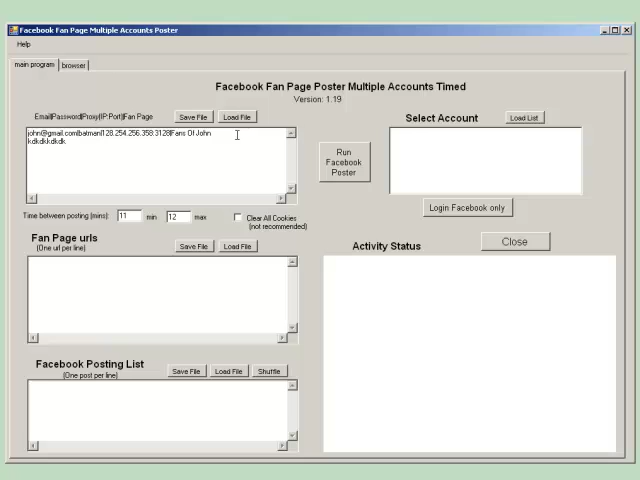 Facebook Fan Page Multiple Accounts Poster
Help
main program
browser
Facebook Fan Page Poster Multiple Accounts Timed
Version: 1.19
Email|Password|Proxy|IP:Port|Fan Page
Save File
Load File
john@gmail.com|batman|128.254.256.358:3128|Fans Of John
kdkdkkdkdk
Run
Facebook
Poster
Select Account
Load List
Login Facebook only
Time between posting (mins):
11
min
12
max
Clear All Cookies
(not recommended)
Fan Page urls
(One url per line)
Save File
Load File
Activity Status
Close
Facebook Posting List
(One post per line)
Save File
Load File
Shuffle